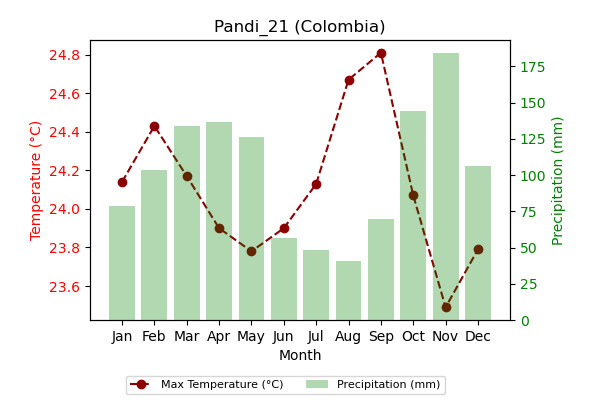 Pandi_21 (Colombia)
24.8
24.6
24.4
24.2
24.0
23.8
23.6
Temperature (°C)
175
150
125
100
75
50
25
0
Precipitation (mm)
Jan Feb Mar Apr May Jun Jul Aug Sep Oct Nov Dec
Month
Max Temperature (°C) Precipitation (mm)